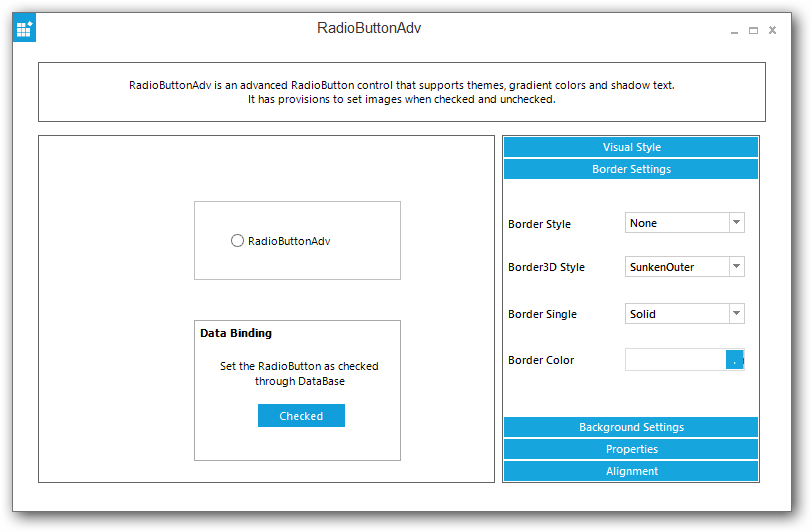 RadioButtonAdv
RadioButtonAdv is an advanced RadioButton control that supports themes, gradient colors and shadow text.
It has provisions to set images when checked and unchecked.
RadioButtonAdv
Data Binding
Set the RadioButton as checked
through DataBase
Checked
Visual Style
Border Settings
Border Style
None
Border3D Style
SunkenOuter
Border Single
Solid
Border Color
.
Background Settings
Properties
Alignment